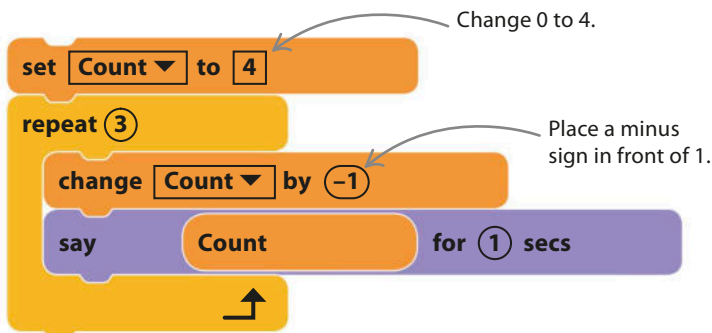 Change 0 to 4.
set Count to 4
repeat 3
Place a minus
sign in front of 1.
change Count by –1
say Count for 1 secs